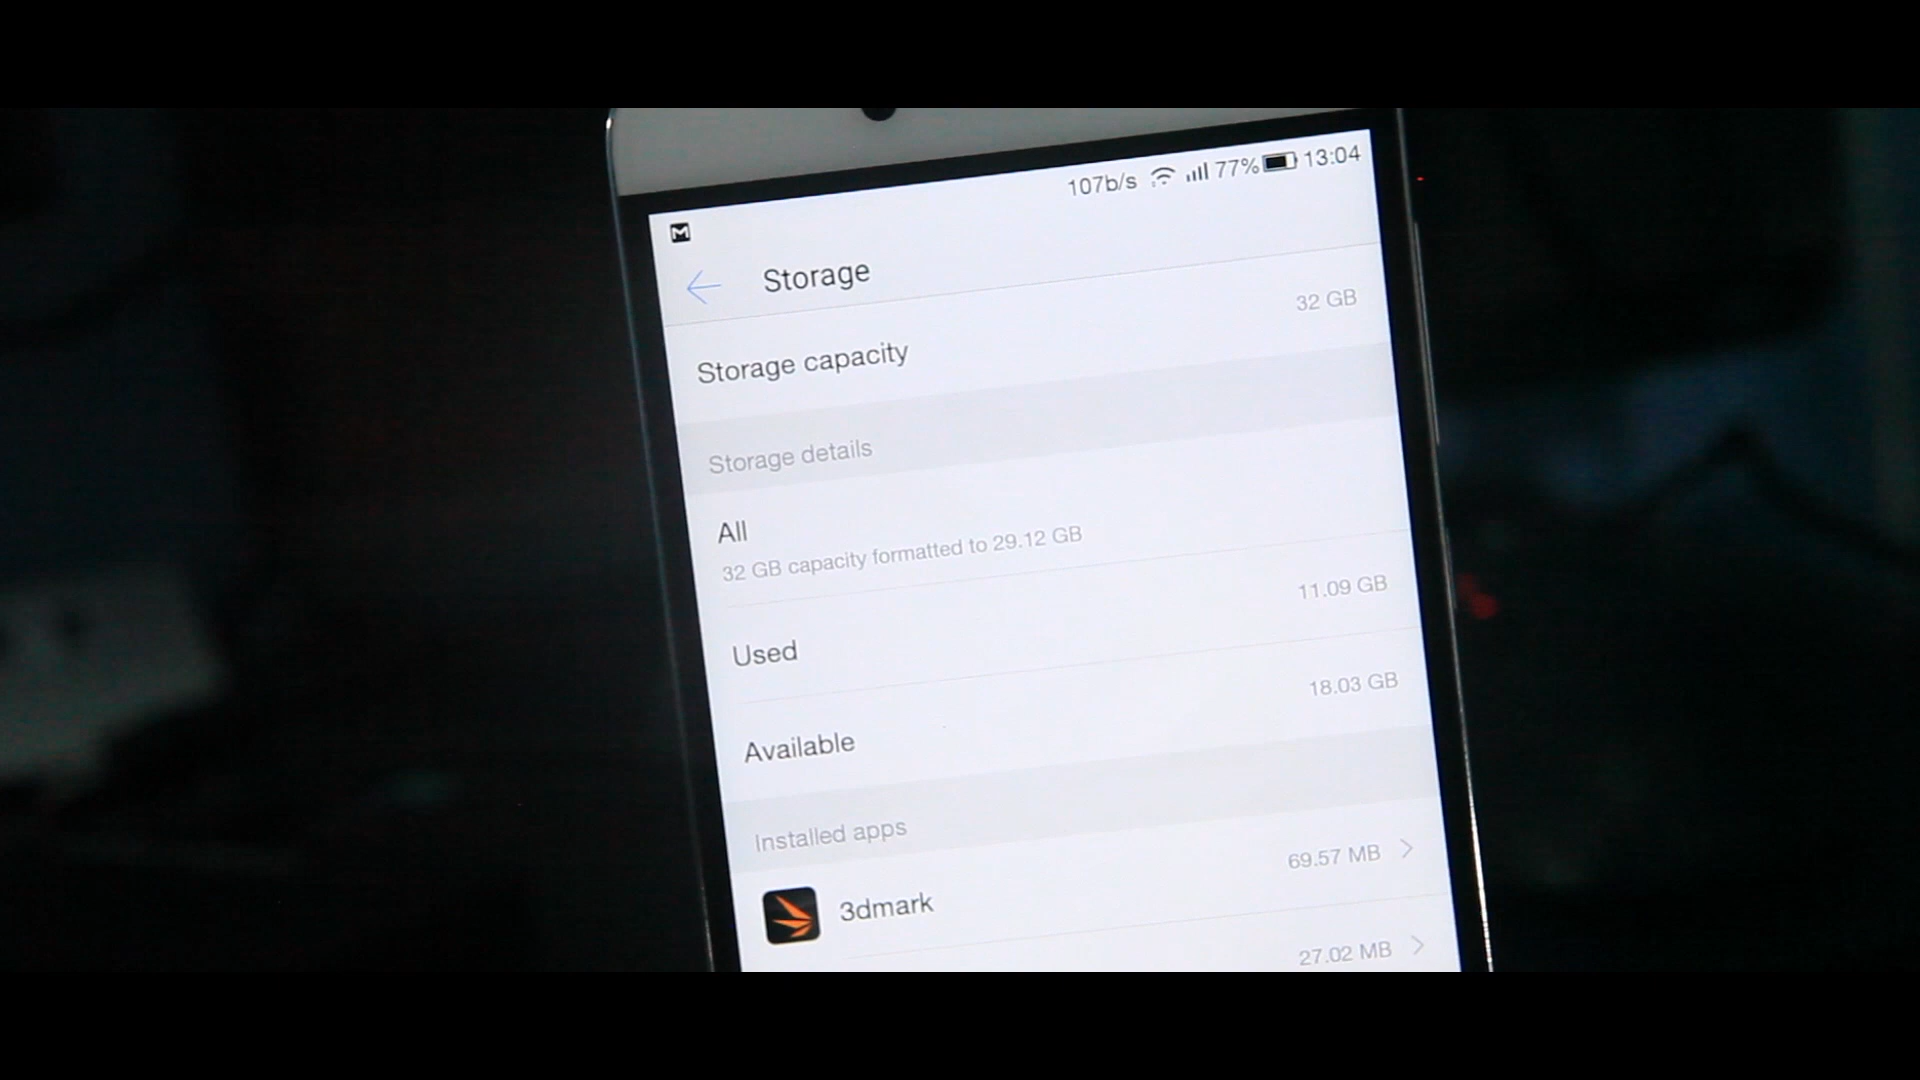 107b/s 77% 13:04
M
Storage
Storage capacity 32 GB
Storage details
All
32 GB capacity formatted to 29.12 GB
Used 11.09 GB
Available 18.03 GB
Installed apps
3dmark 69.57 MB
27.02 MB